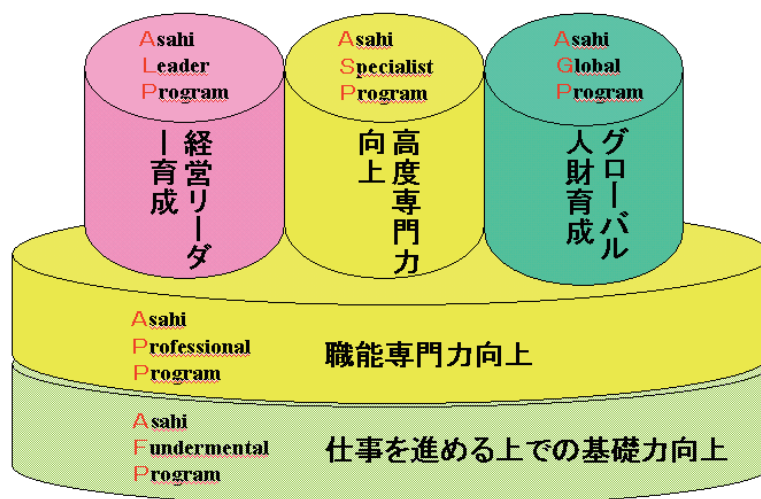 Asahi
Leader
Program
経営リーダ
ー育成
Asahi
Specialist
Program
高度専門力
向上
Asahi
Global
Program
グローバル
人財育成
Asahi
Professional
Program
職能専門力向上
Asahi
Fundermental
Program
仕事を進める上での基礎力向上